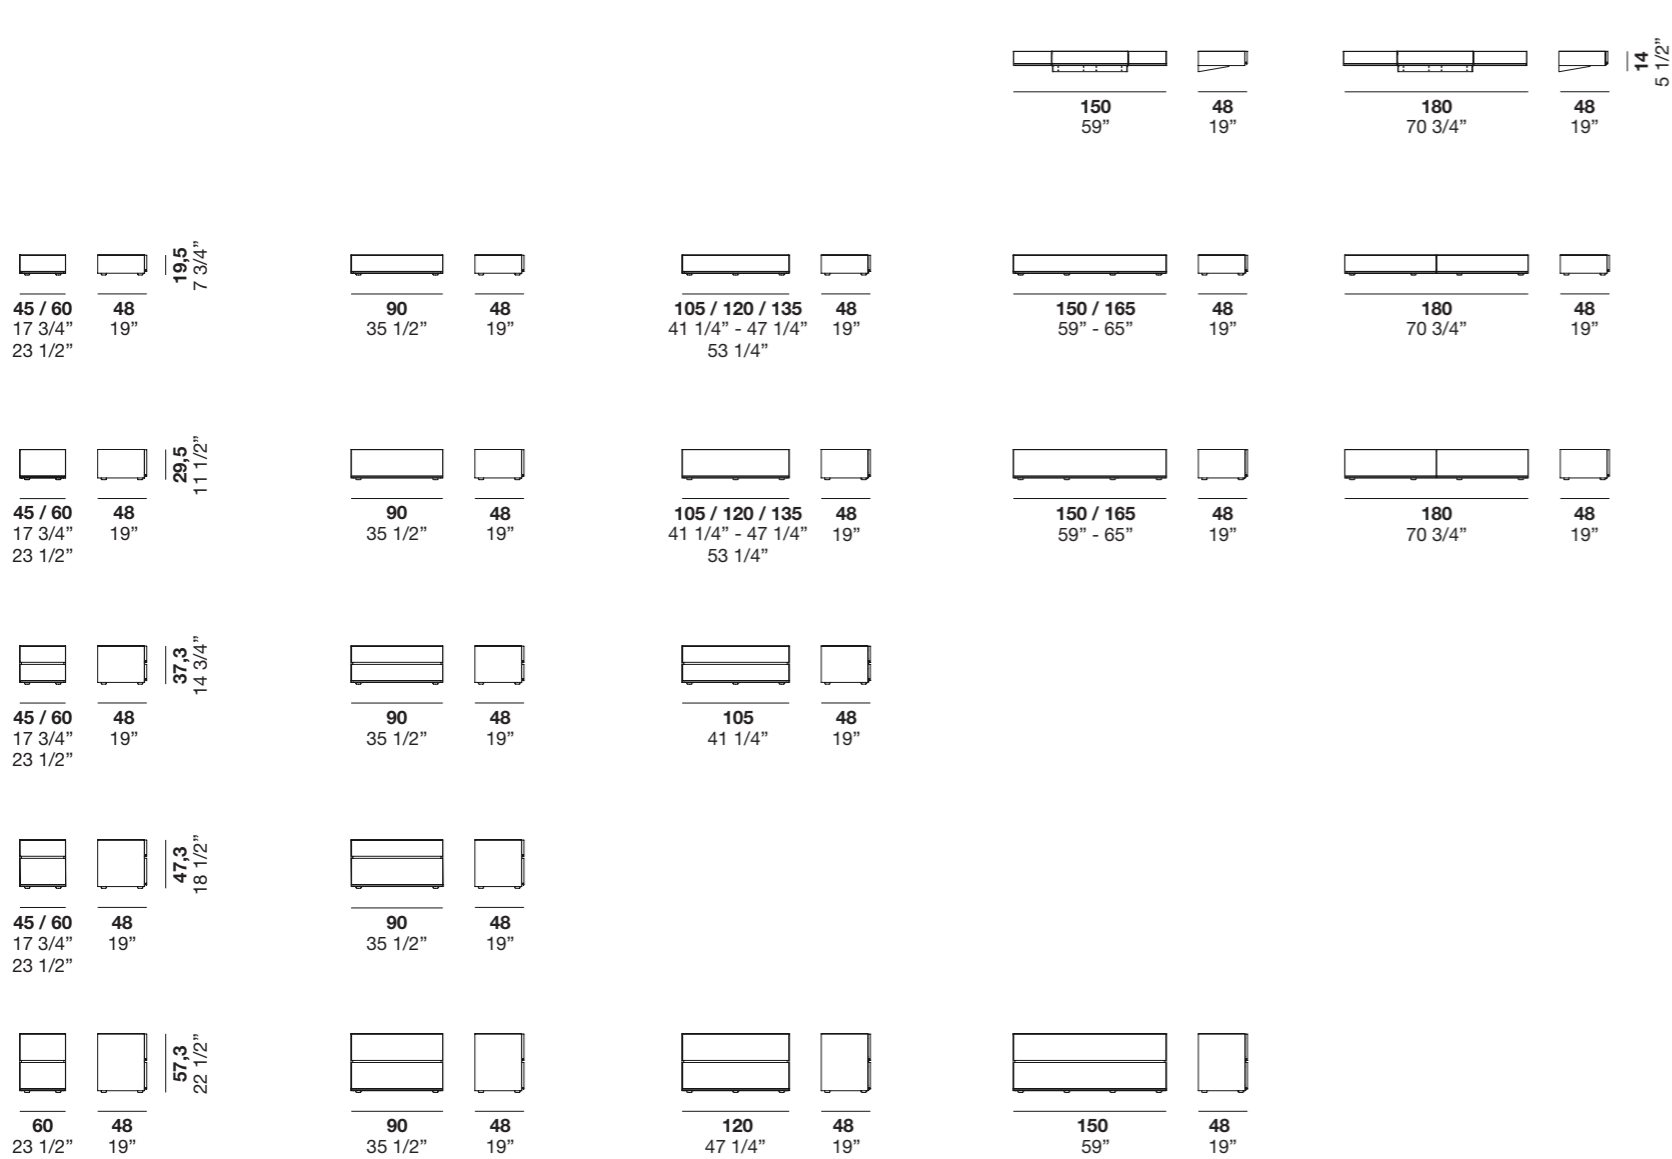 150 48 180 48 14
59” 19” 70 3/4” 19” 5 1/2”
45 / 60 48 19,5 90 48 105 / 120 / 135 48 150 / 165 48 180 48
17 3/4” 19” 7 3/4” 35 1/2” 19” 41 1/4” - 47 1/4” 19” 59” - 65” 19” 70 3/4” 19”
23 1/2” 53 1/4”
45 / 60 48 29,5 90 48 105 / 120 / 135 48 150 / 165 48 180 48
17 3/4” 19” 11 1/2” 35 1/2” 19” 41 1/4” - 47 1/4” 19” 59” - 65” 19” 70 3/4” 19”
23 1/2” 53 1/4”
45 / 60 48 37,3 90 48 105 48
17 3/4” 19” 14 3/4” 35 1/2” 19” 41 1/4” 19”
23 1/2”
45 / 60 48 47,3 90 48
17 3/4” 19” 18 1/2” 35 1/2” 19”
23 1/2”
60 48 57,3 90 48 120 48 150 48
23 1/2” 19” 22 1/2” 35 1/2” 19” 47 1/4” 19” 59” 19”